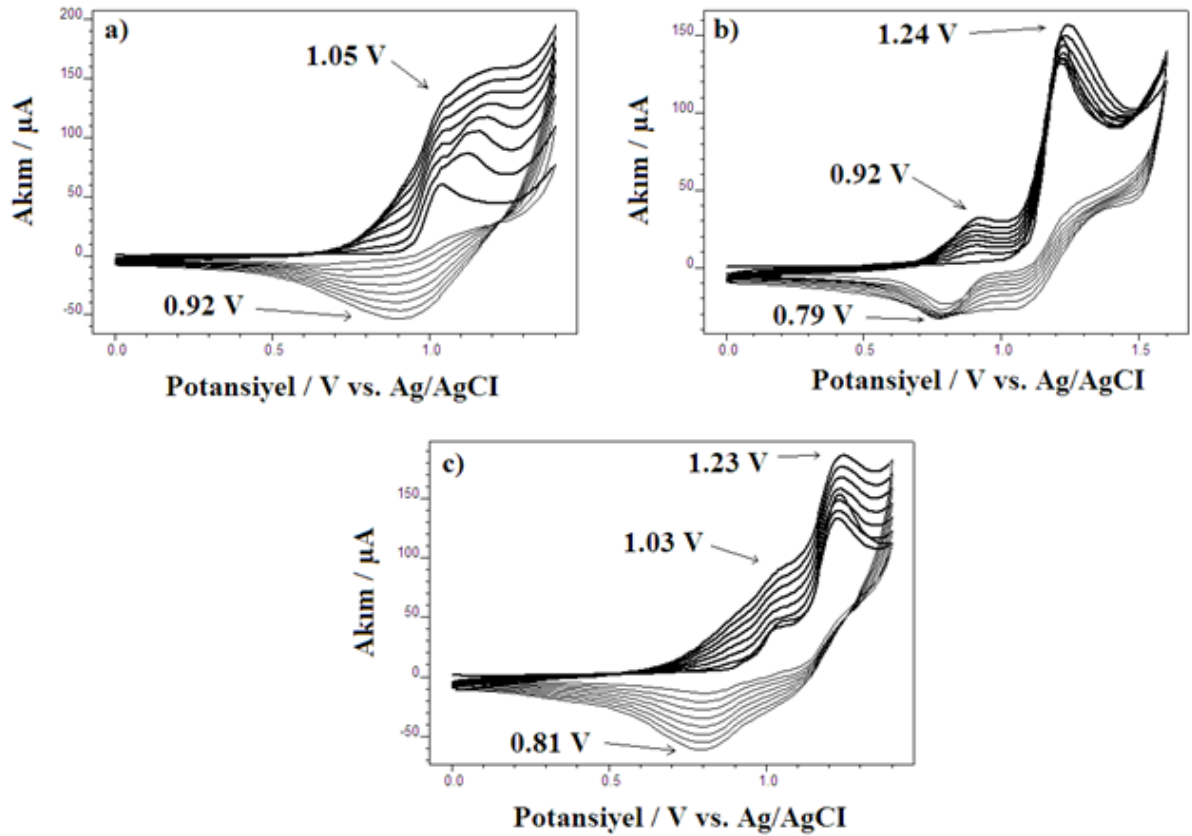 a)
1.05 V
0.92 V
200
150
100
50
0
-50
0.0 0.5 1.0
Akım / µA
Potansiyel / V vs. Ag/AgCI
b)
1.24 V
0.92 V
0.79 V
150
100
50
0
0.0 0.5 1.0 1.5
Akım / µA
Potansiyel / V vs. Ag/AgCI
c)
1.23 V
1.03 V
0.81 V
150
100
50
0
-50
0.0 0.5 1.0
Akım / µA
Potansiyel / V vs. Ag/AgCI